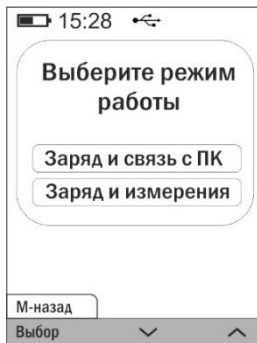 15:28
Выберите режим
работы
Заряд и связь с ПК
Заряд и измерения
М-назад
Выбор